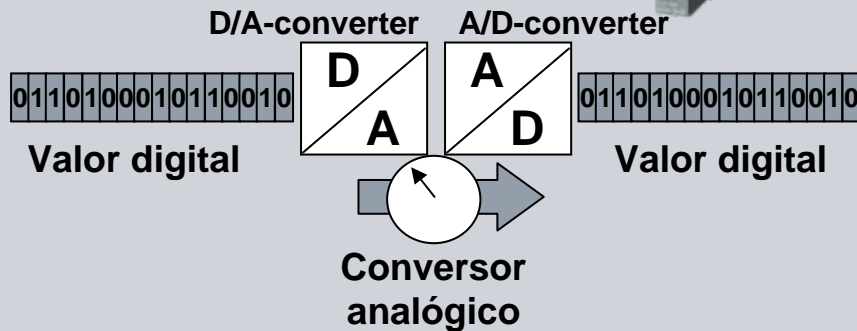 D/A-converter A/D-converter
D A
A D
0110100010110010
0110100010110010
Valor digital
Valor digital
Conversor
analógico